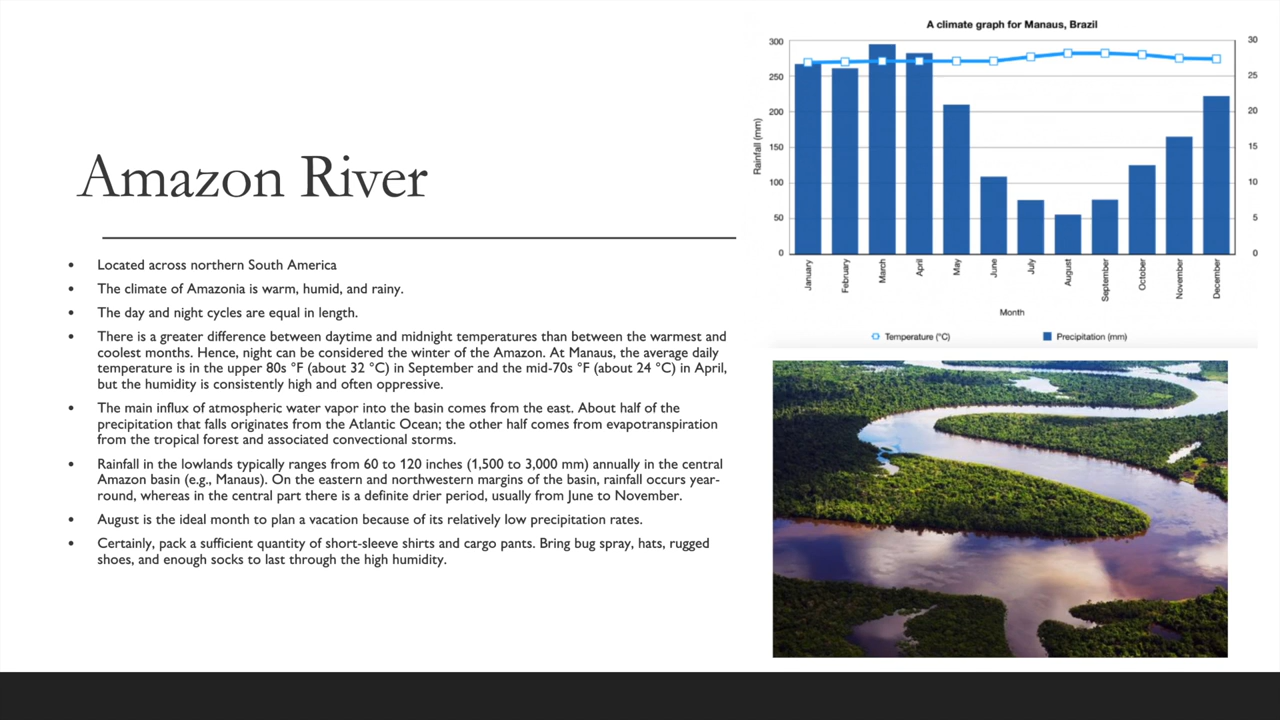 Amazon River
• Located across northern South America
• The climate of Amazonia is warm, humid, and rainy.
• The day and night cycles are equal in length.
• There is a greater difference between daytime and midnight temperatures than between the warmest and
coolest months. Hence, night can be considered the winter of the Amazon. At Manaus, the average daily
temperature is in the upper 80s °F (about 32 °C) in September and the mid-70s °F (about 24 °C) in April,
but the humidity is consistently high and often oppressive.
• The main influx of atmospheric water vapor into the basin comes from the east. About half of the
precipitation that falls originates from the Atlantic Ocean; the other half comes from evapotranspiration
from the tropical forest and associated convectional storms.
• Rainfall in the lowlands typically ranges from 60 to 120 inches (1,500 to 3,000 mm) annually in the central
Amazon basin (e.g., Manaus). On the eastern and northwestern margins of the basin, rainfall occurs year-
round, whereas in the central part there is a definite drier period, usually from June to November.
• August is the ideal month to plan a vacation because of its relatively low precipitation rates.
• Certainly, pack a sufficient quantity of short-sleeve shirts and cargo pants. Bring bug spray, hats, rugged
shoes, and enough socks to last through the high humidity.
A climate graph for Manaus, Brazil
300 30
250 25
200 20
150 15
100 10
50 5
0 0
Rainfall (mm)
January February March April May June July August September October November December
Month
Temperature (°C) Precipitation (mm)